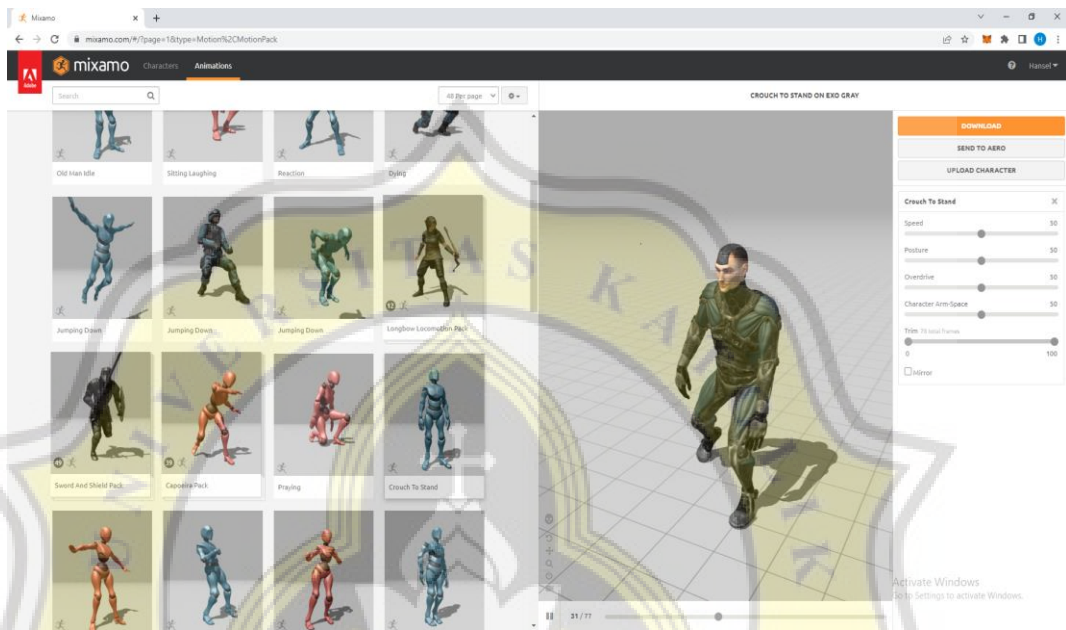 Mixamo
mixamo.com/#/?page=1&type=Motion%2CMotionPack
H
Adobe
mixamo
Characters
Animations
Hansel
Search
48 Per page
CROUCH TO STAND ON EXO GRAY
Old Man Idle
Sitting Laughing
Reaction
Dying
Jumping Down
Jumping Down
Jumping Down
Longbow Locomotion Pack
Sword And Shield Pack
Capoeira Pack
Praying
Crouch To Stand
DOWNLOAD
SEND TO AERO
UPLOAD CHARACTER
Crouch To Stand
Speed 50
Posture 50
Overdrive 50
Character Arm-Space 50
Trim 78 total frames
0 100
Mirror
31 / 77
Activate Windows
Go to Settings to activate Windows.